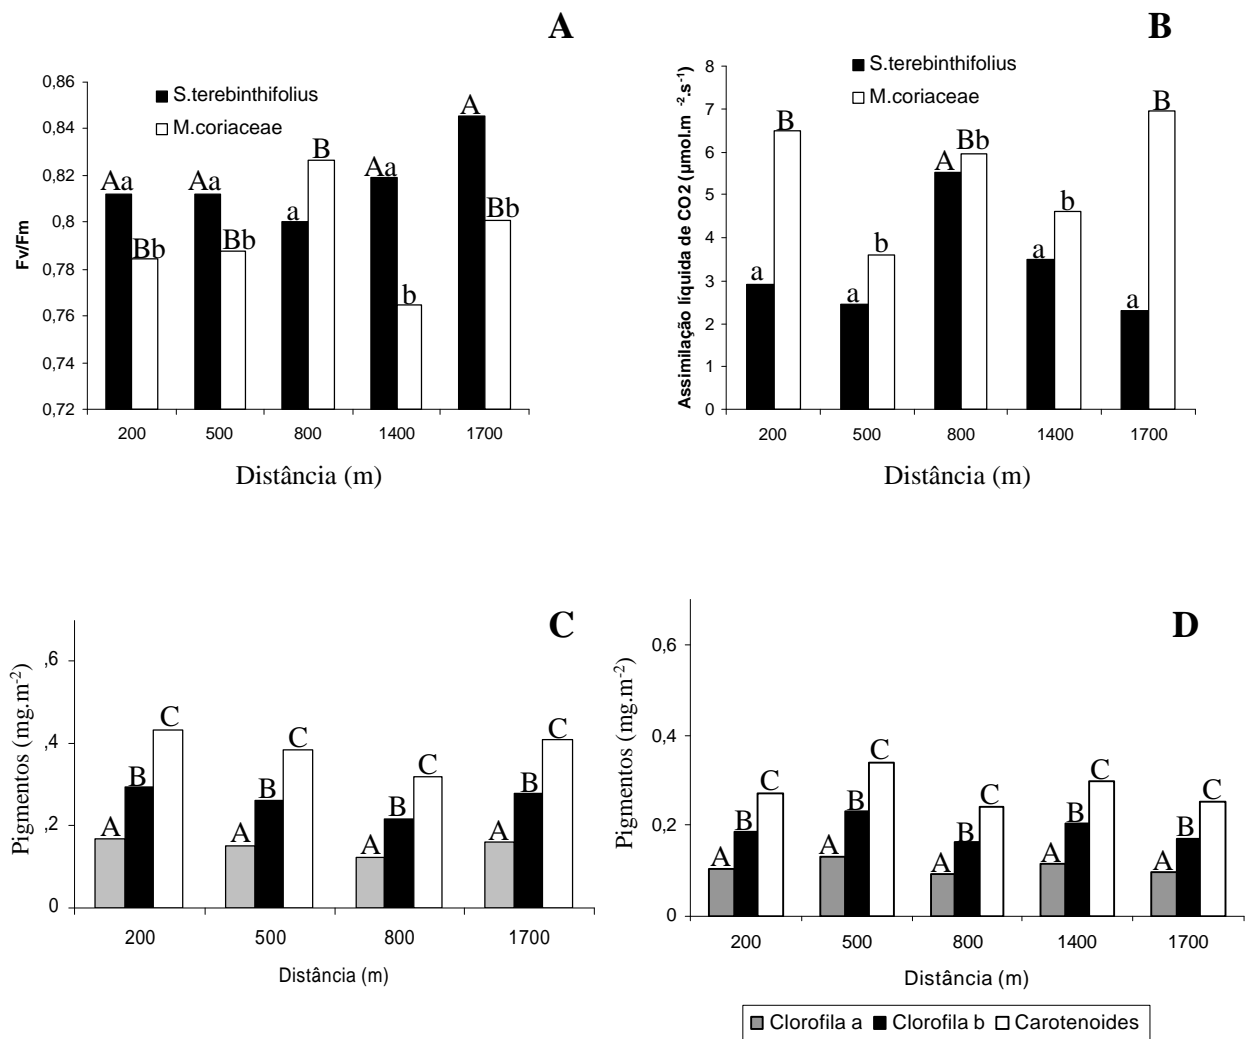 A
0,86
0,84
0,82
0,8
0,78
0,76
0,74
0,72
Fv/Fm
S.terebinthifolius
M.coriaceae
Aa
Bb
Aa
Bb
a
B
Aa
b
A
Bb
200 500 800 1400 1700
Distância (m)
B
8
7
6
5
4
3
2
1
0
Assimilação líquida de CO2 (µmol.m⁻².s⁻¹)
S.terebinthifolius
M.coriaceae
a
B
a
b
A
Bb
a
b
a
B
200 500 800 1400 1700
Distância (m)
C
,6
,4
,2
0
Pigmentos (mg.m⁻²)
A B C
A B C
A B C
A B C
200 500 800 1700
Distância (m)
D
0,6
0,4
0,2
0
Pigmentos (mg.m⁻²)
A B C
A B C
A B C
A B C
A B C
200 500 800 1400 1700
Distância (m)
Clorofila a Clorofila b Carotenoides